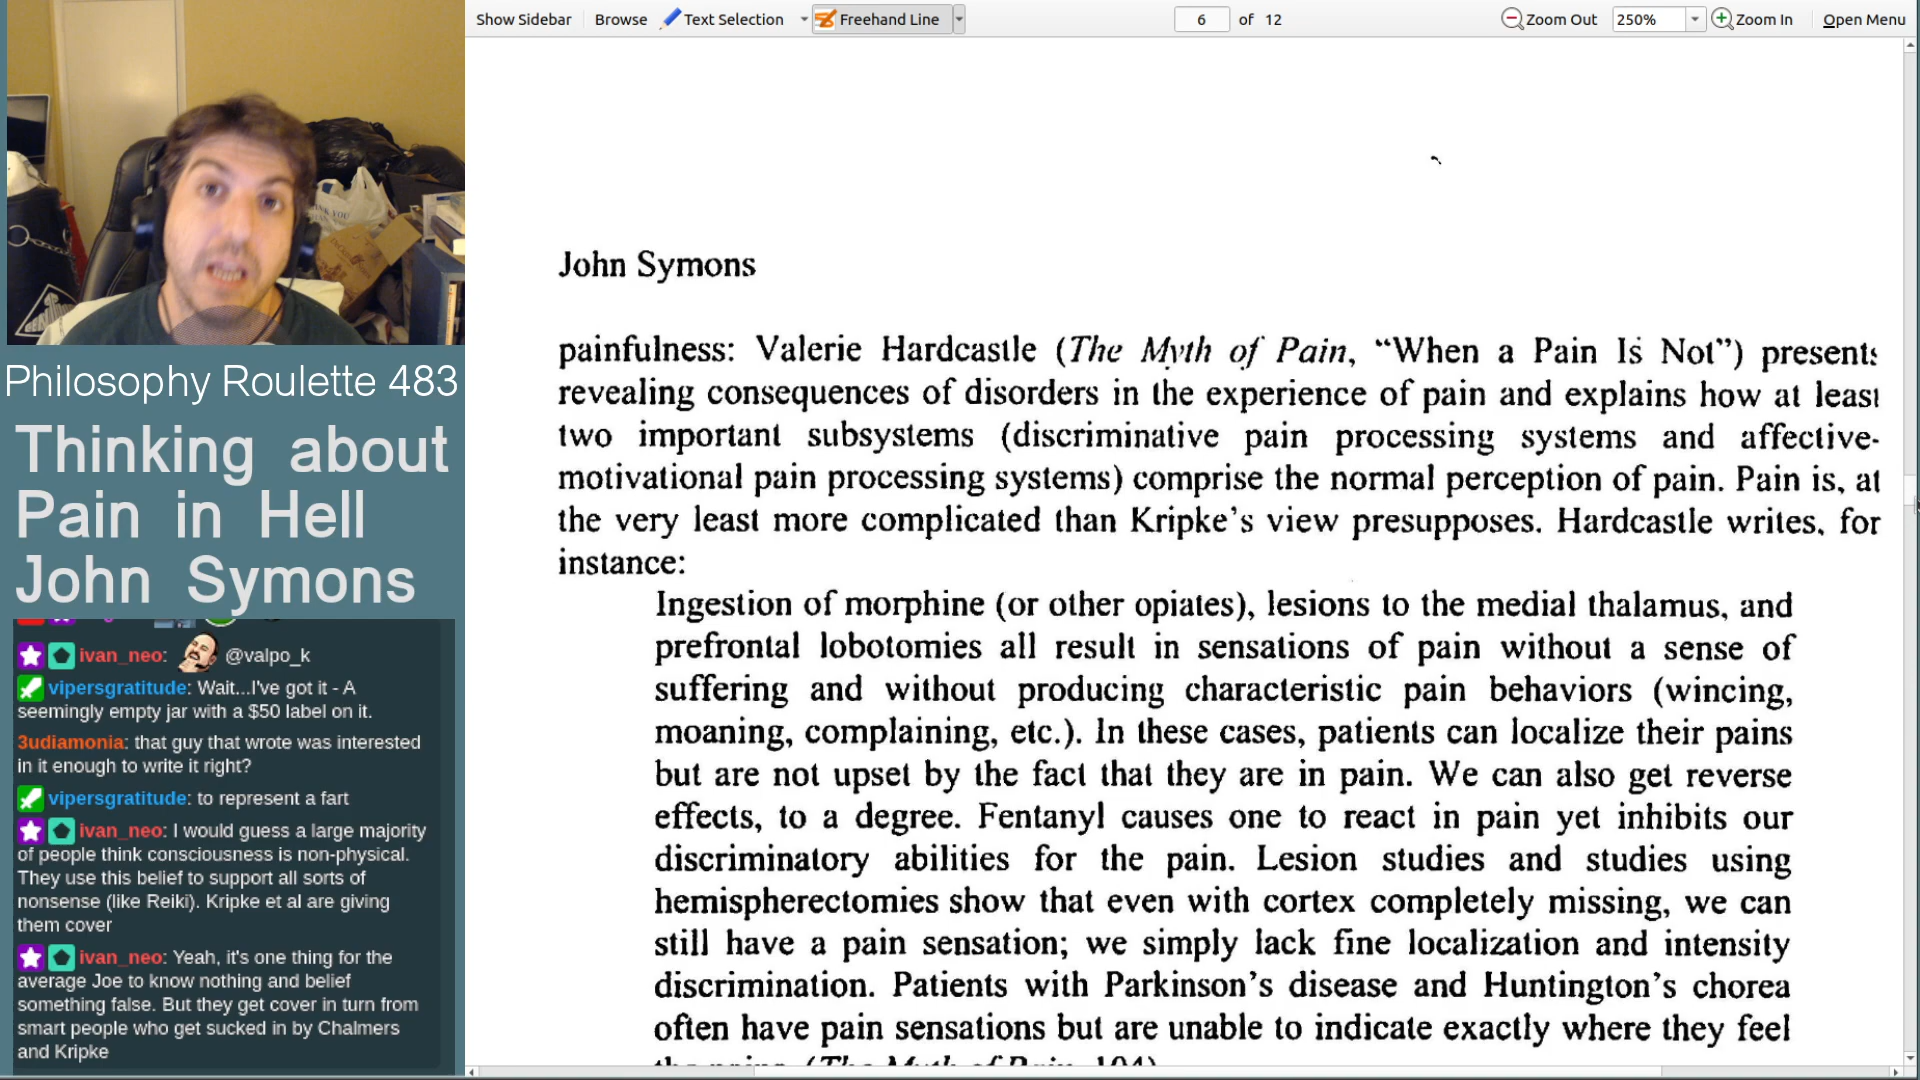 Show Sidebar Browse Text Selection Freehand Line 6 of 12 Zoom Out 250% Zoom In Open Menu
John Symons
painfulness: Valerie Hardcastle (The Myth of Pain, “When a Pain Is Not”) presents
revealing consequences of disorders in the experience of pain and explains how at least
two important subsystems (discriminative pain processing systems and affective-
motivational pain processing systems) comprise the normal perception of pain. Pain is, at
the very least more complicated than Kripke’s view presupposes. Hardcastle writes, for
instance:
Ingestion of morphine (or other opiates), lesions to the medial thalamus, and
prefrontal lobotomies all result in sensations of pain without a sense of
suffering and without producing characteristic pain behaviors (wincing,
moaning, complaining, etc.). In these cases, patients can localize their pains
but are not upset by the fact that they are in pain. We can also get reverse
effects, to a degree. Fentanyl causes one to react in pain yet inhibits our
discriminatory abilities for the pain. Lesion studies and studies using
hemispherectomies show that even with cortex completely missing, we can
still have a pain sensation; we simply lack fine localization and intensity
discrimination. Patients with Parkinson’s disease and Huntington’s chorea
often have pain sensations but are unable to indicate exactly where they feel
THANK YOU
Philosophy Roulette 483
Thinking about
Pain in Hell
John Symons
ivan_neo: @valpo_k
vipersgratitude: Wait...I've got it - A
seemingly empty jar with a $50 label on it.
3udiamonia: that guy that wrote was interested
in it enough to write it right?
vipersgratitude: to represent a fart
ivan_neo: I would guess a large majority
of people think consciousness is non-physical.
They use this belief to support all sorts of
nonsense (like Reiki). Kripke et al are giving
them cover
ivan_neo: Yeah, it's one thing for the
average Joe to know nothing and belief
something false. But they get cover in turn from
smart people who get sucked in by Chalmers
and Kripke